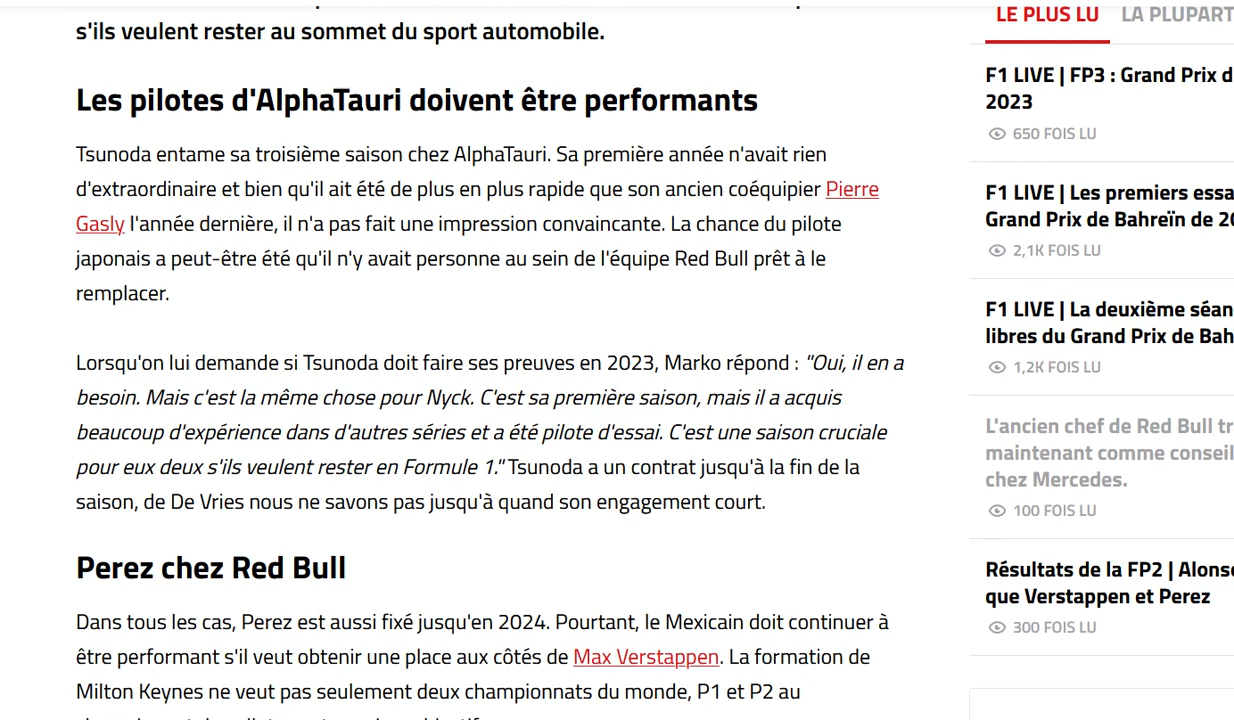 s'ils veulent rester au sommet du sport automobile.
Les pilotes d'AlphaTauri doivent être performants
Tsunoda entame sa troisième saison chez AlphaTauri. Sa première année n'avait rien
d'extraordinaire et bien qu'il ait été de plus en plus rapide que son ancien coéquipier Pierre
Gasly l'année dernière, il n'a pas fait une impression convaincante. La chance du pilote
japonais a peut-être été qu'il n'y avait personne au sein de l'équipe Red Bull prêt à le
remplacer.
Lorsqu'on lui demande si Tsunoda doit faire ses preuves en 2023, Marko répond : "Oui, il en a
besoin. Mais c'est la même chose pour Nyck. C'est sa première saison, mais il a acquis
beaucoup d'expérience dans d'autres séries et a été pilote d'essai. C'est une saison cruciale
pour eux deux s'ils veulent rester en Formule 1." Tsunoda a un contrat jusqu'à la fin de la
saison, de De Vries nous ne savons pas jusqu'à quand son engagement court.
Perez chez Red Bull
Dans tous les cas, Perez est aussi fixé jusqu'en 2024. Pourtant, le Mexicain doit continuer à
être performant s'il veut obtenir une place aux côtés de Max Verstappen. La formation de
Milton Keynes ne veut pas seulement deux championnats du monde, P1 et P2 au
LE PLUS LU LA PLUPART
F1 LIVE | FP3 : Grand Prix d
2023
650 FOIS LU
F1 LIVE | Les premiers essa
Grand Prix de Bahreïn de 20
2,1K FOIS LU
F1 LIVE | La deuxième séan
libres du Grand Prix de Bah
1,2K FOIS LU
L'ancien chef de Red Bull tr
maintenant comme conseil
chez Mercedes.
100 FOIS LU
Résultats de la FP2 | Alonso
que Verstappen et Perez
300 FOIS LU